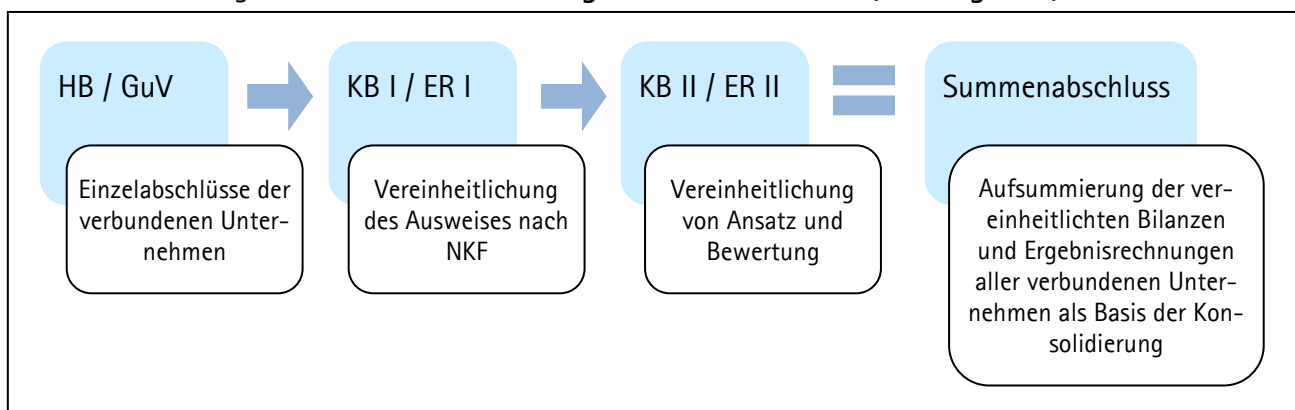 HB / GuV
KB I / ER I
KB II / ER II
Summenabschluss
Einzelabschlüsse der
verbundenen Unter-
nehmen
Vereinheitlichung
des Ausweises nach
NKF
Vereinheitlichung
von Ansatz und
Bewertung
Aufsummierung der ver-
einheitlichten Bilanzen
und Ergebnisrechnungen
aller verbundenen Unter-
nehmen als Basis der Kon-
solidierung